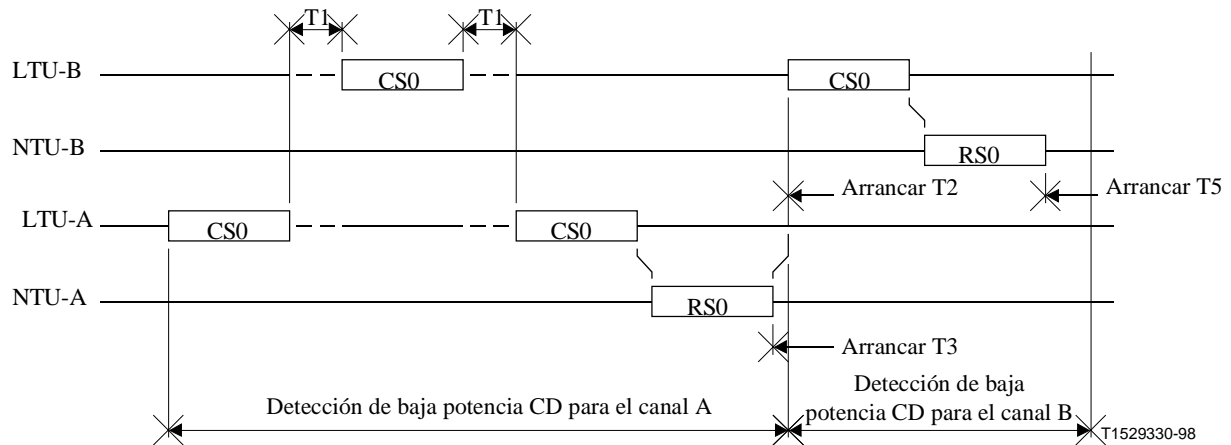 T1
T1
LTU-B
CS0
CS0
NTU-B
RS0
Arrancar T2
Arrancar T5
LTU-A
CS0
CS0
NTU-A
RS0
Arrancar T3
Detección de baja potencia CD para el canal A
Detección de baja
potencia CD para el canal B
T1529330-98